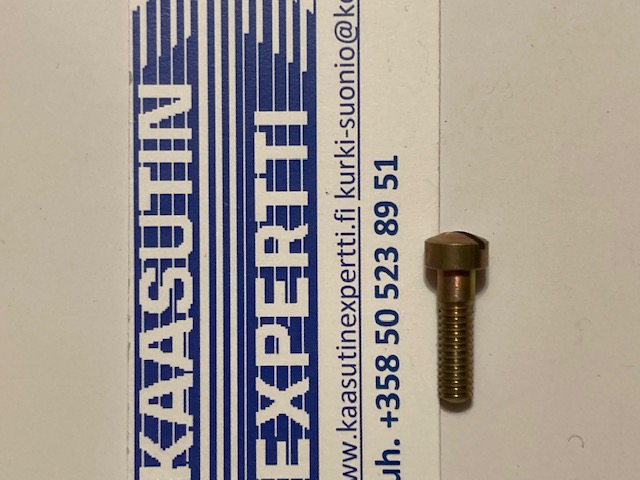 KAASUTIN
EXPERTTI
www.kaasutinexpertti.fi kurki-suonio@k
uh. +358 50 523 89 51